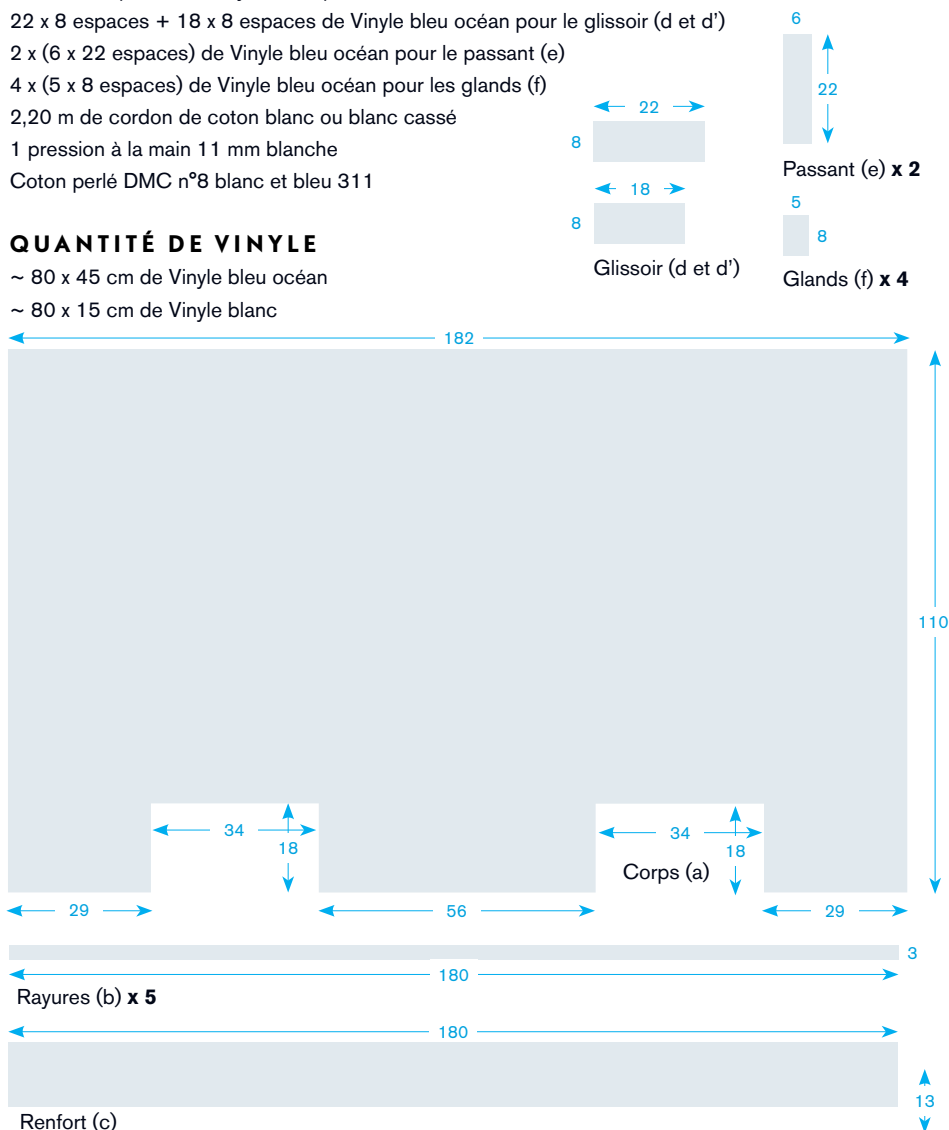 22 x 8 espaces + 18 x 8 espaces de Vinyle bleu océan pour le glissoir (d et d’)
2 x (6 x 22 espaces) de Vinyle bleu océan pour le passant (e)
4 x (5 x 8 espaces) de Vinyle bleu océan pour les glands (f)
2,20 m de cordon de coton blanc ou blanc cassé
1 pression à la main 11 mm blanche
Coton perlé DMC n°8 blanc et bleu 311
QUANTITÉ DE VINYLE
~ 80 x 45 cm de Vinyle bleu océan
~ 80 x 15 cm de Vinyle blanc
22
8
18
8
Glissoir (d et d’)
6
22
Passant (e) x 2
5
8
Glands (f) x 4
182
110
34
18
34
18
Corps (a)
29
56
29
3
180
Rayures (b) x 5
180
13
Renfort (c)